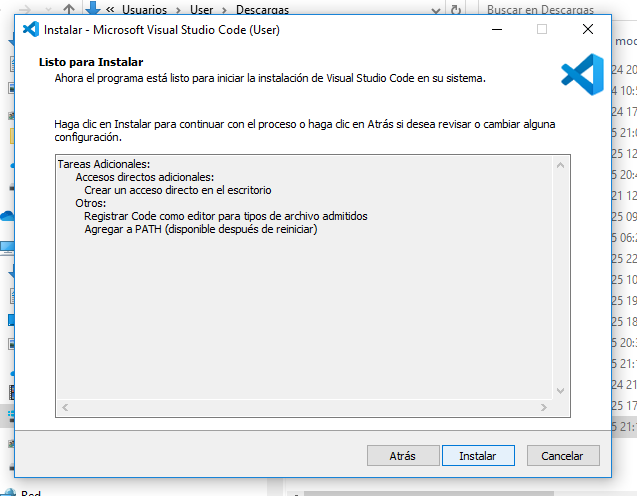 « Usuarios > User > Descargas
Buscar en Descargas
Instalar - Microsoft Visual Studio Code (User)
Listo para Instalar
Ahora el programa está listo para iniciar la instalación de Visual Studio Code en su sistema.
Haga clic en Instalar para continuar con el proceso o haga clic en Atrás si desea revisar o cambiar alguna
configuración.
Tareas Adicionales:
Accesos directos adicionales:
Crear un acceso directo en el escritorio
Otros:
Registrar Code como editor para tipos de archivo admitidos
Agregar a PATH (disponible después de reiniciar)
Atrás
Instalar
Cancelar
Red